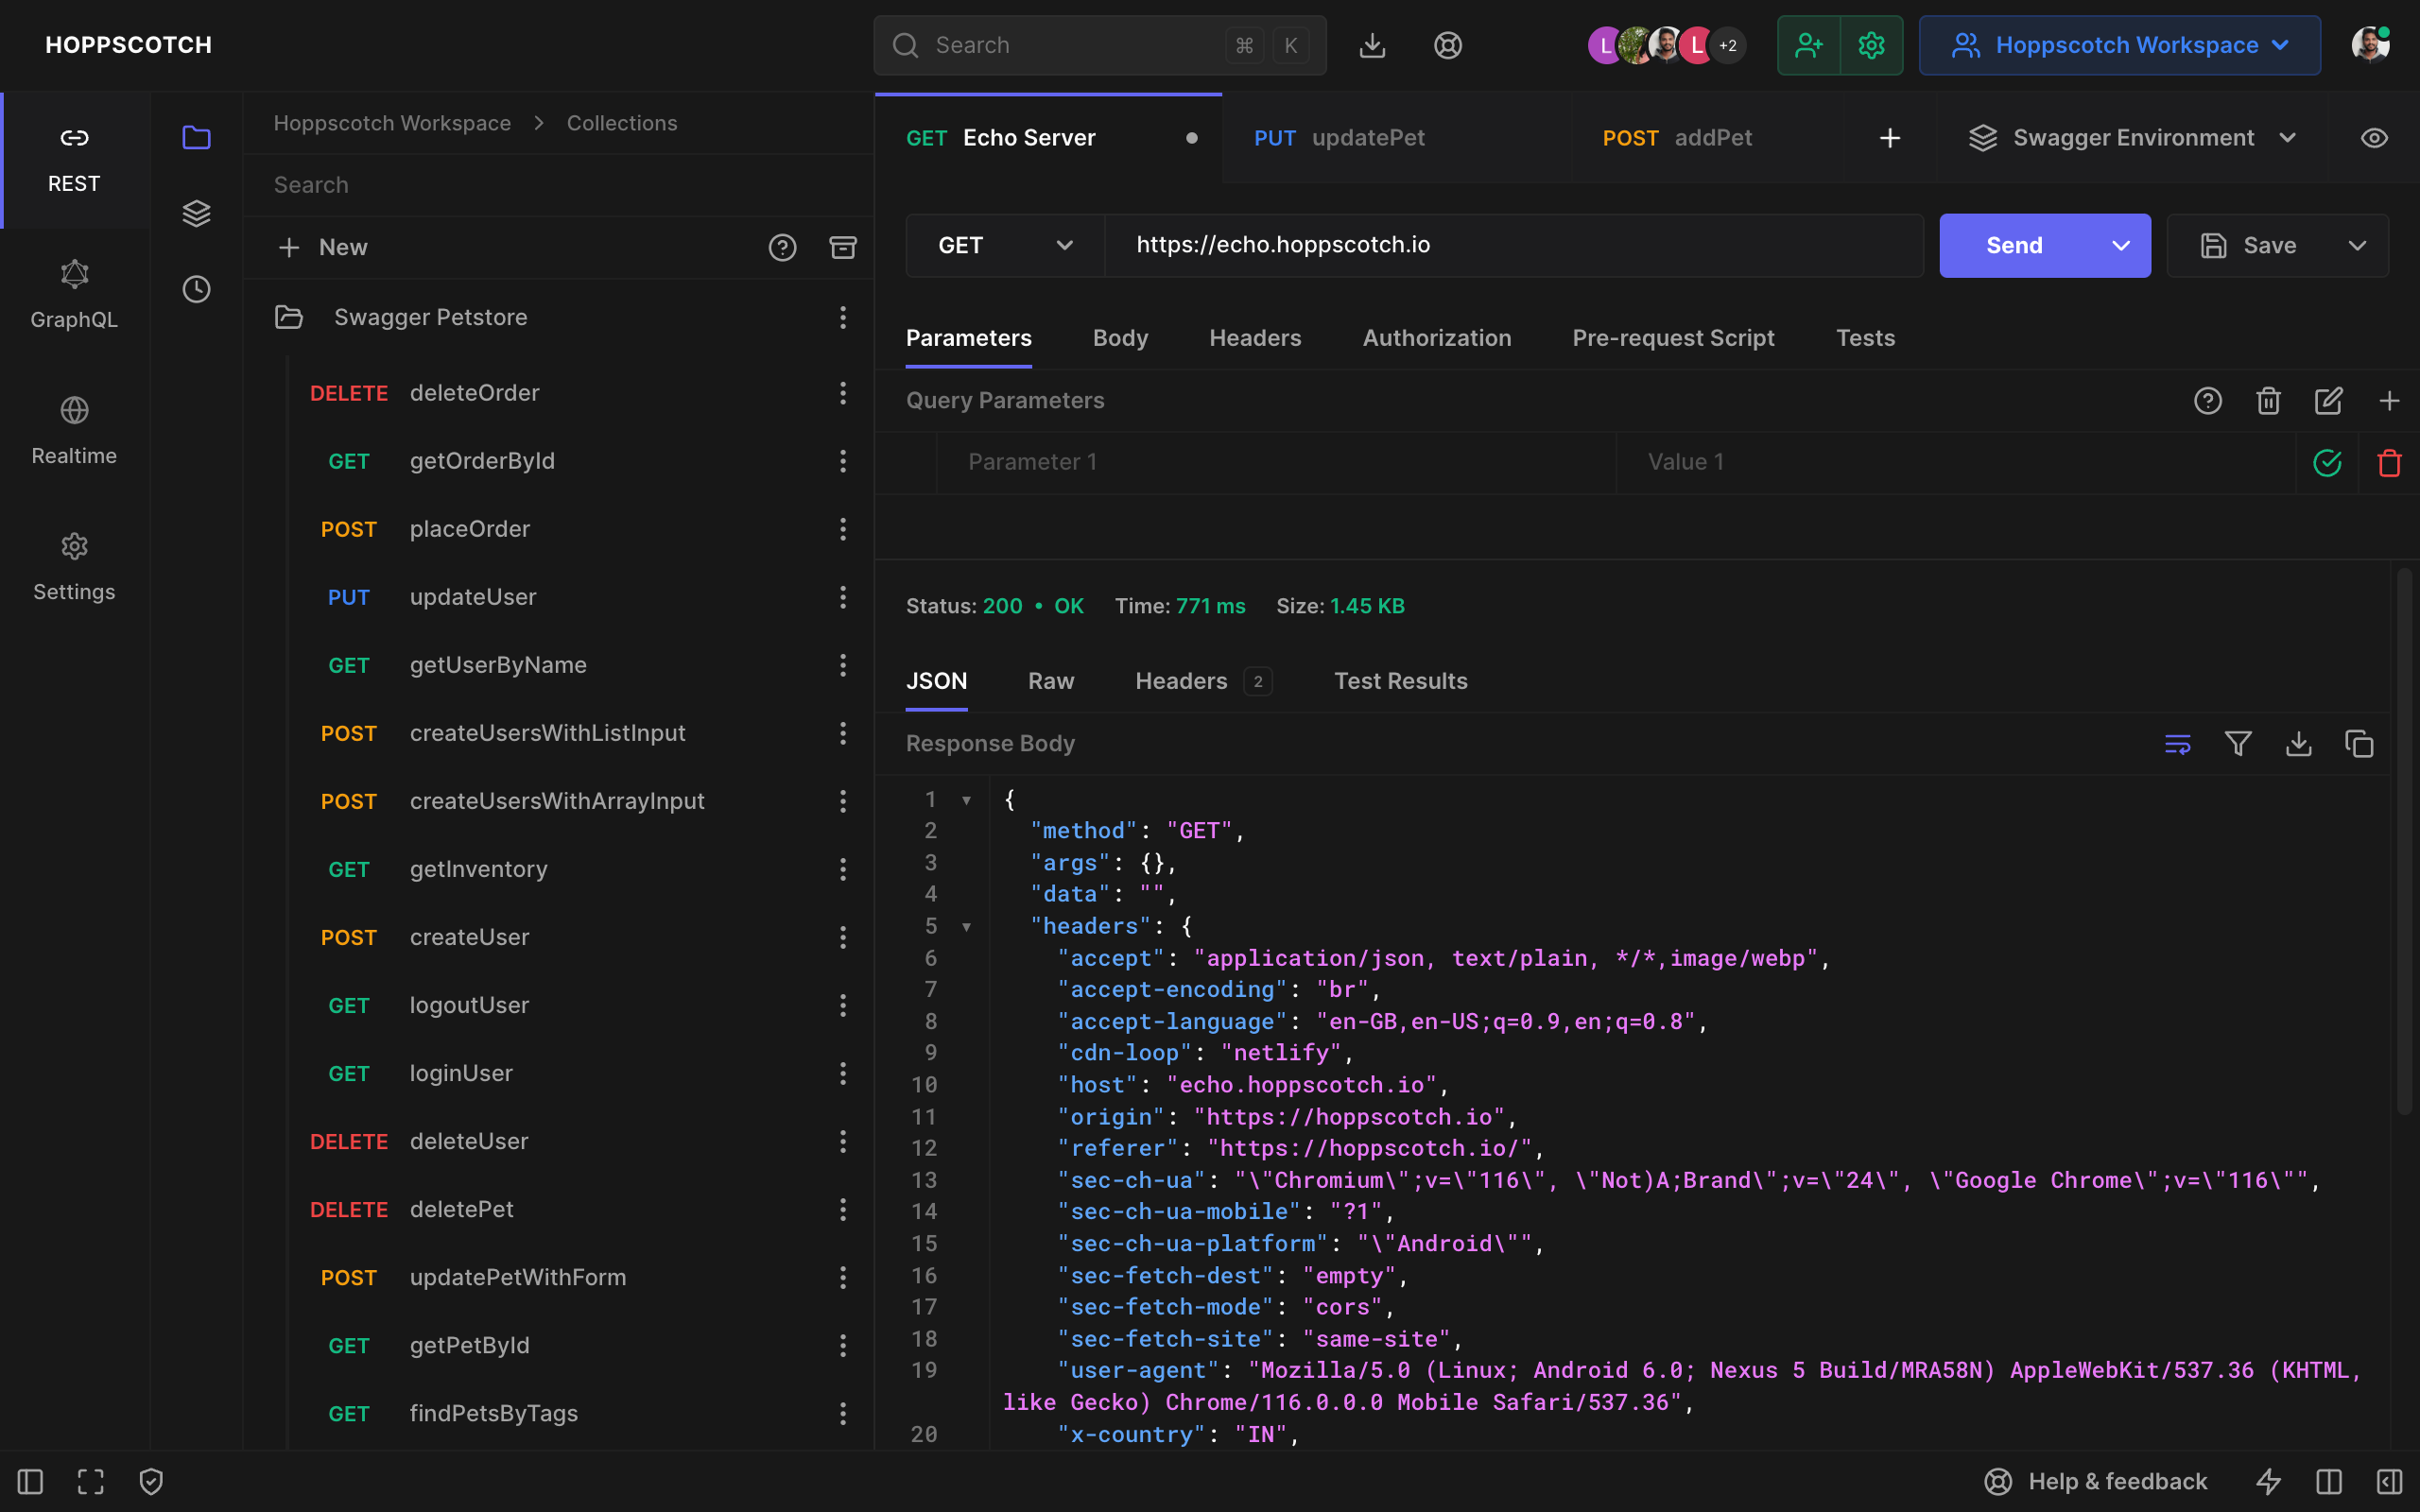 HOPPSCOTCH
Search ⌘ K
L L +2
Hoppscotch Workspace
REST
GraphQL
Realtime
Settings
Hoppscotch Workspace > Collections
Search
+ New
Swagger Petstore
DELETE deleteOrder
GET getOrderById
POST placeOrder
PUT updateUser
GET getUserByName
POST createUsersWithListInput
POST createUsersWithArrayInput
GET getInventory
POST createUser
GET logoutUser
GET loginUser
DELETE deleteUser
DELETE deletePet
POST updatePetWithForm
GET getPetById
GET findPetsByTags
GET Echo Server
PUT updatePet
POST addPet
Swagger Environment
GET https://echo.hoppscotch.io
Send
Save
Parameters Body Headers Authorization Pre-request Script Tests
Query Parameters
Parameter 1 Value 1
Status: 200 • OK Time: 771 ms Size: 1.45 KB
JSON Raw Headers 2 Test Results
Response Body
1 {
2 "method": "GET",
3 "args": {},
4 "data": "",
5 "headers": {
6 "accept": "application/json, text/plain, */*,image/webp",
7 "accept-encoding": "br",
8 "accept-language": "en-GB,en-US;q=0.9,en;q=0.8",
9 "cdn-loop": "netlify",
10 "host": "echo.hoppscotch.io",
11 "origin": "https://hoppscotch.io",
12 "referer": "https://hoppscotch.io/",
13 "sec-ch-ua": "\"Chromium\";v=\"116\", \"Not)A;Brand\";v=\"24\", \"Google Chrome\";v=\"116\"",
14 "sec-ch-ua-mobile": "?1",
15 "sec-ch-ua-platform": "\"Android\"",
16 "sec-fetch-dest": "empty",
17 "sec-fetch-mode": "cors",
18 "sec-fetch-site": "same-site",
19 "user-agent": "Mozilla/5.0 (Linux; Android 6.0; Nexus 5 Build/MRA58N) AppleWebKit/537.36 (KHTML,
like Gecko) Chrome/116.0.0.0 Mobile Safari/537.36",
20 "x-country": "IN",
Help & feedback